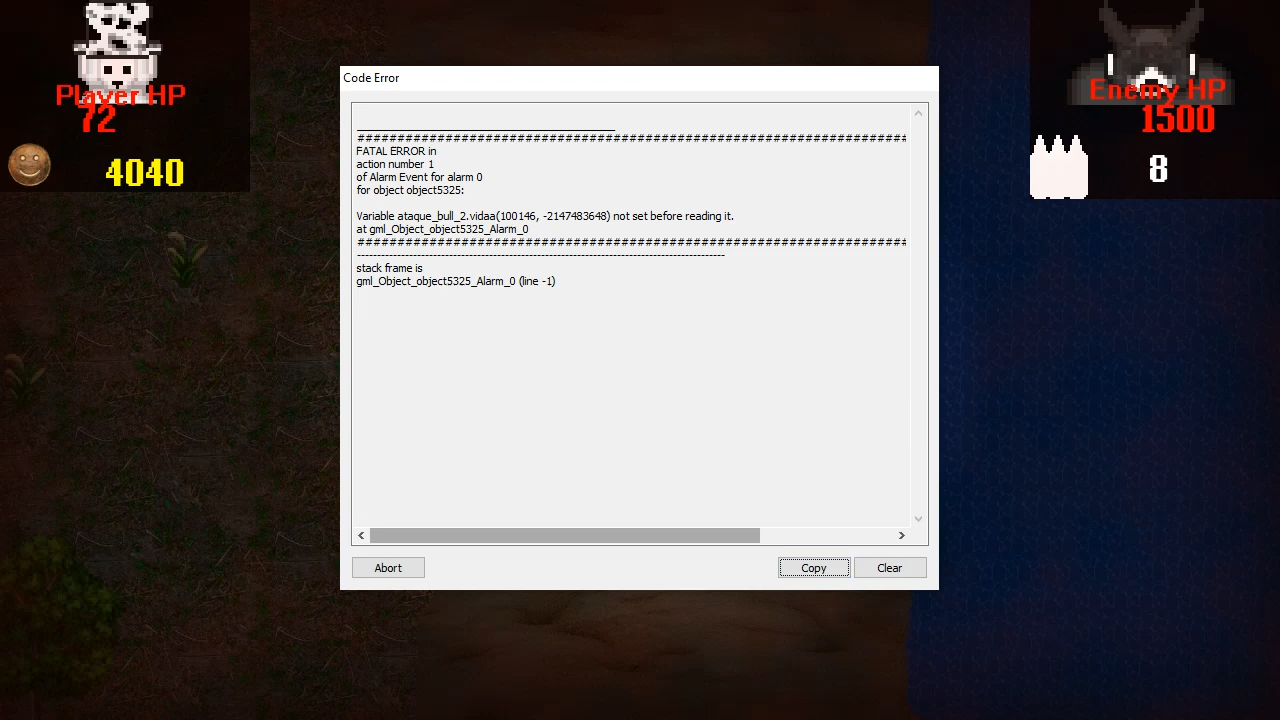 Player HP
72
4040
Enemy HP
1500
8
Code Error
########################################################################
FATAL ERROR in
action number 1
of Alarm Event for alarm 0
for object object5325:
Variable ataque_bull_2.vidaa(100146, -2147483648) not set before reading it.
at gml_Object_object5325_Alarm_0
########################################################################
--------------------------------------------------------------------------------------------
stack frame is
gml_Object_object5325_Alarm_0 (line -1)
Abort
Copy
Clear